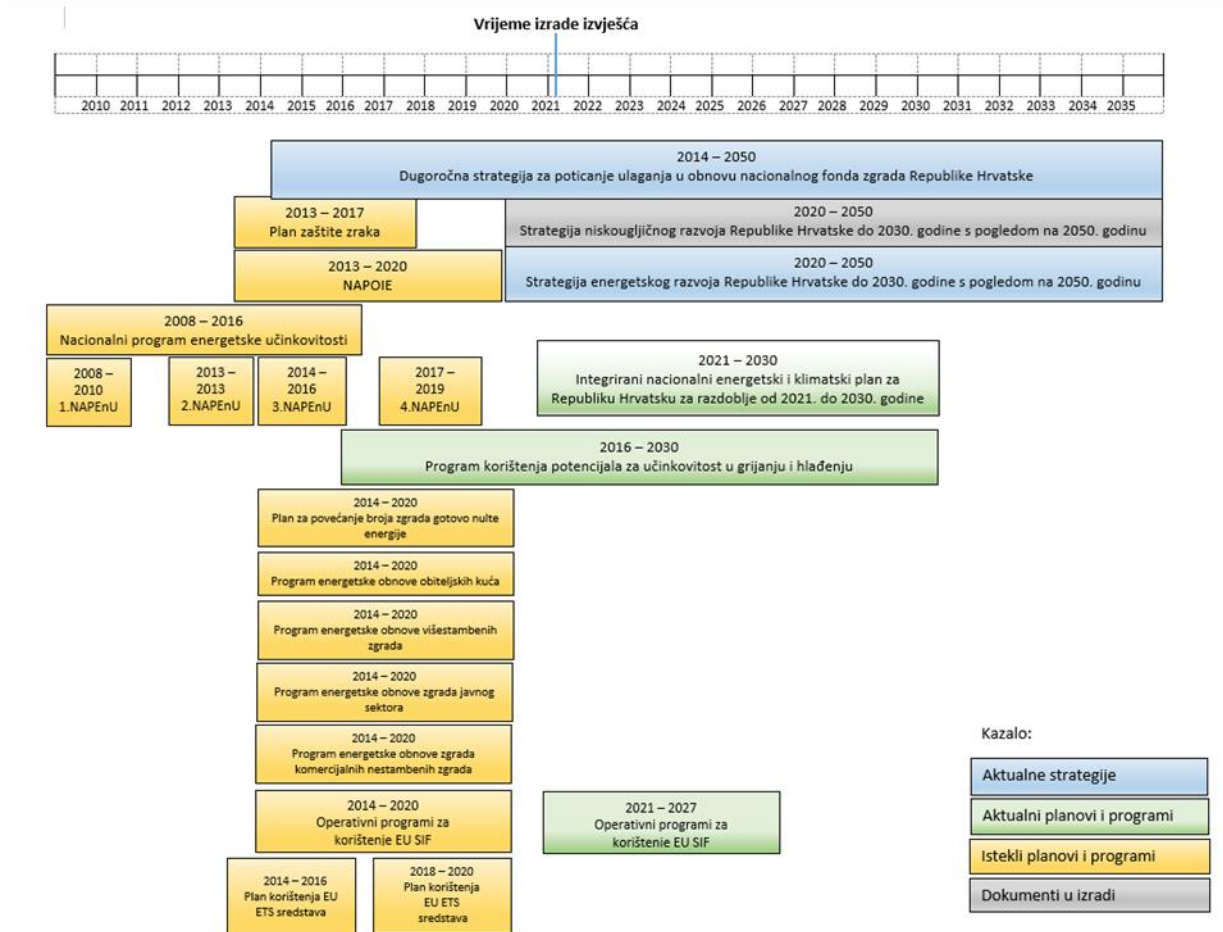 Vrijeme izrade izvješća
2010 2011 2012 2013 2014 2015 2016 2017 2018 2019 2020 2021 2022 2023 2024 2025 2026 2027 2028 2029 2030 2031 2032 2033 2034 2035
2014 – 2050
Dugoročna strategija za poticanje ulaganja u obnovu nacionalnog fonda zgrada Republike Hrvatske
2013 – 2017
Plan zaštite zraka
2020 – 2050
Strategija niskougljičnog razvoja Republike Hrvatske do 2030. godine s pogledom na 2050. godinu
2013 – 2020
NAPOIE
2020 – 2050
Strategija energetskog razvoja Republike Hrvatske do 2030. godine s pogledom na 2050. godinu
2008 – 2016
Nacionalni program energetske učinkovitosti
2008 –
2010
1.NAPEnU
2013 –
2013
2.NAPEnU
2014 –
2016
3.NAPEnU
2017 –
2019
4.NAPEnU
2021 – 2030
Integrirani nacionalni energetski i klimatski plan za
Republiku Hrvatsku za razdoblje od 2021. do 2030. godine
2016 – 2030
Program korištenja potencijala za učinkovitost u grijanju i hlađenju
2014 – 2020
Plan za povećanje broja zgrada gotovo nulte
energije
2014 – 2020
Program energetske obnove obiteljskih kuća
2014 – 2020
Program energetske obnove višestambenih
zgrada
2014 – 2020
Program energetske obnove zgrada javnog
sektora
2014 – 2020
Program energetske obnove zgrada
komercijalnih nestambenih zgrada
2014 – 2020
Operativni programi za
korištenje EU SIF
2021 – 2027
Operativni programi za
korištenje EU SIF
2014 – 2016
Plan korištenja EU
ETS sredstava
2018 – 2020
Plan korištenja
EU ETS
sredstava
Kazalo:
Aktualne strategije
Aktualni planovi i programi
Istekli planovi i programi
Dokumenti u izradi